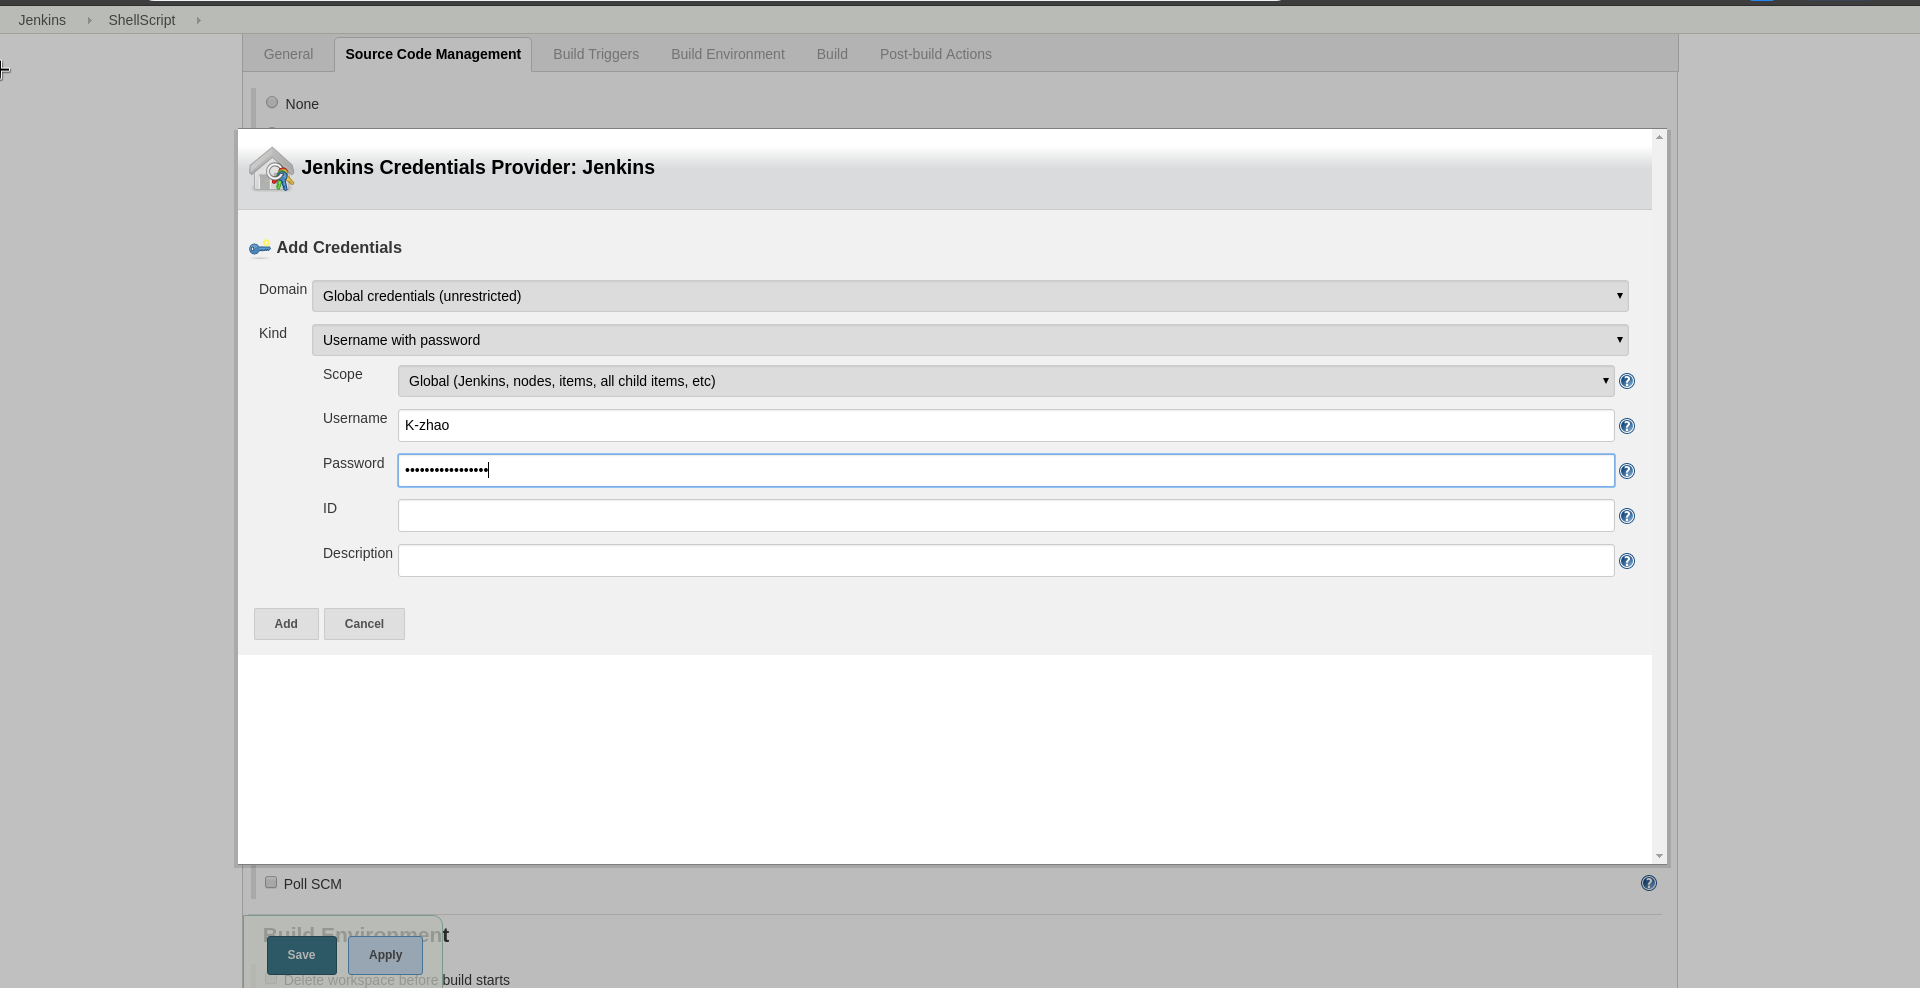 Jenkins ShellScript
General Source Code Management Build Triggers Build Environment Build Post-build Actions
None
Jenkins Credentials Provider: Jenkins
Add Credentials
Domain Global credentials (unrestricted)
Kind Username with password
Scope Global (Jenkins, nodes, items, all child items, etc)
Username K-zhao
Password •••••••••••••••••
ID
Description
Add Cancel
Poll SCM
Build Environment
Save Apply
Delete workspace before build starts